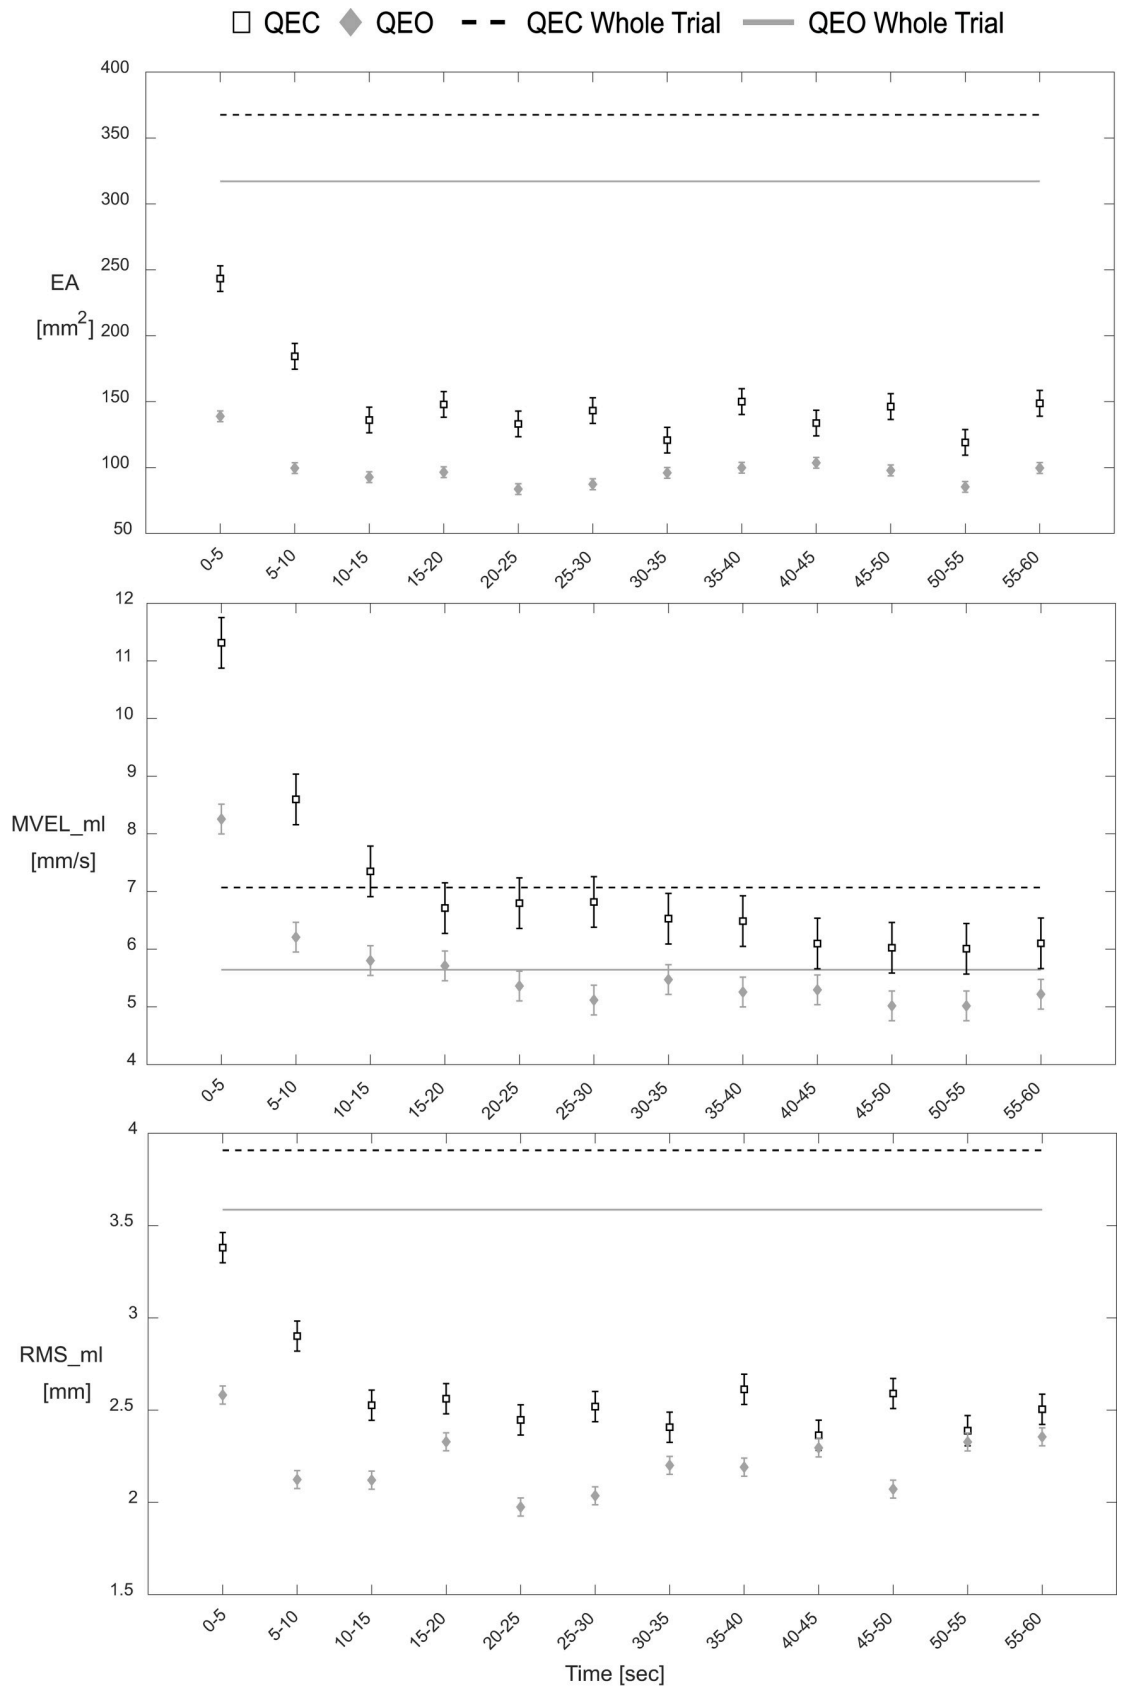 QEC QEO QEC Whole Trial QEO Whole Trial
400
350
300
250
200
150
100
50
EA
[mm2]
0-5 5-10 10-15 15-20 20-25 25-30 30-35 35-40 40-45 45-50 50-55 55-60
12
11
10
9
8
7
6
5
4
MVEL_ml
[mm/s]
0-5 5-10 10-15 15-20 20-25 25-30 30-35 35-40 40-45 45-50 50-55 55-60
4
3.5
3
2.5
2
1.5
RMS_ml
[mm]
0-5 5-10 10-15 15-20 20-25 25-30 30-35 35-40 40-45 45-50 50-55 55-60
Time [sec]